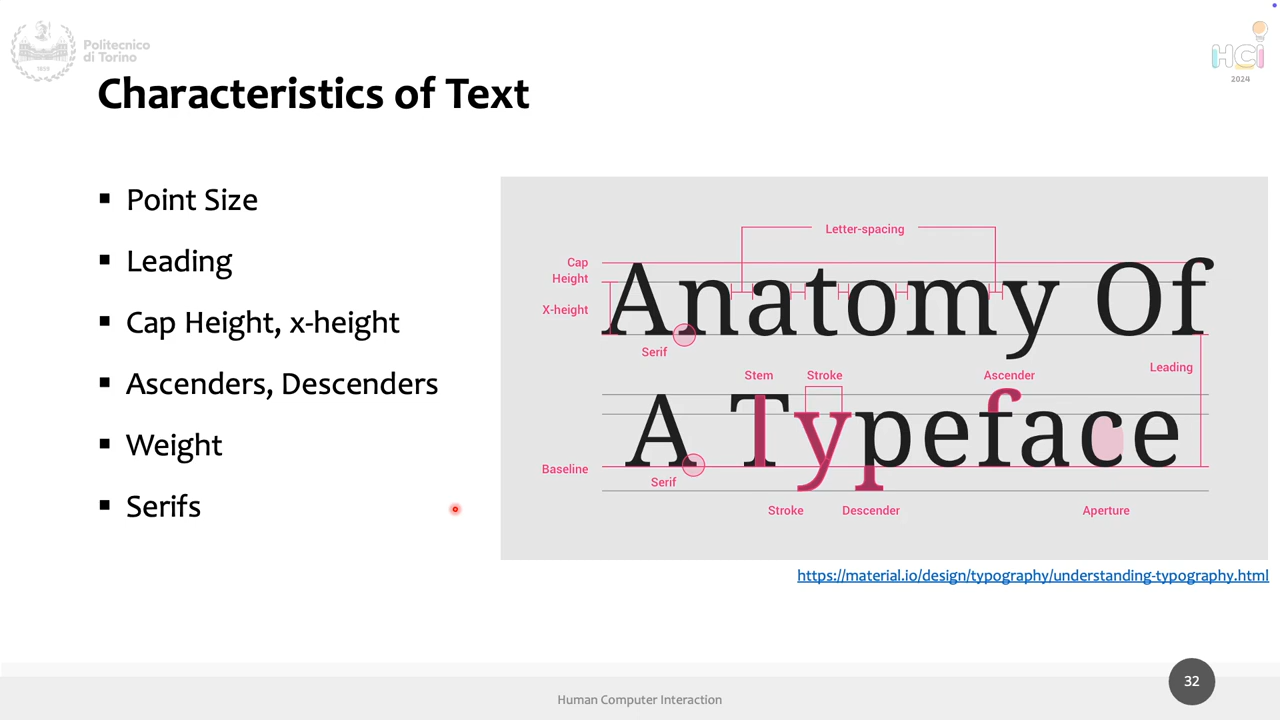 Politecnico
di Torino
1859
HCI
2024
Characteristics of Text
Point Size
Leading
Cap Height, x-height
Ascenders, Descenders
Weight
Serifs
Letter-spacing
Cap
Height
X-height
Anatomy Of
Serif
Leading
Stem
Stroke
Ascender
A Typeface
Baseline
Serif
Stroke
Descender
Aperture
https://material.io/design/typography/understanding-typography.html
Human Computer Interaction
32